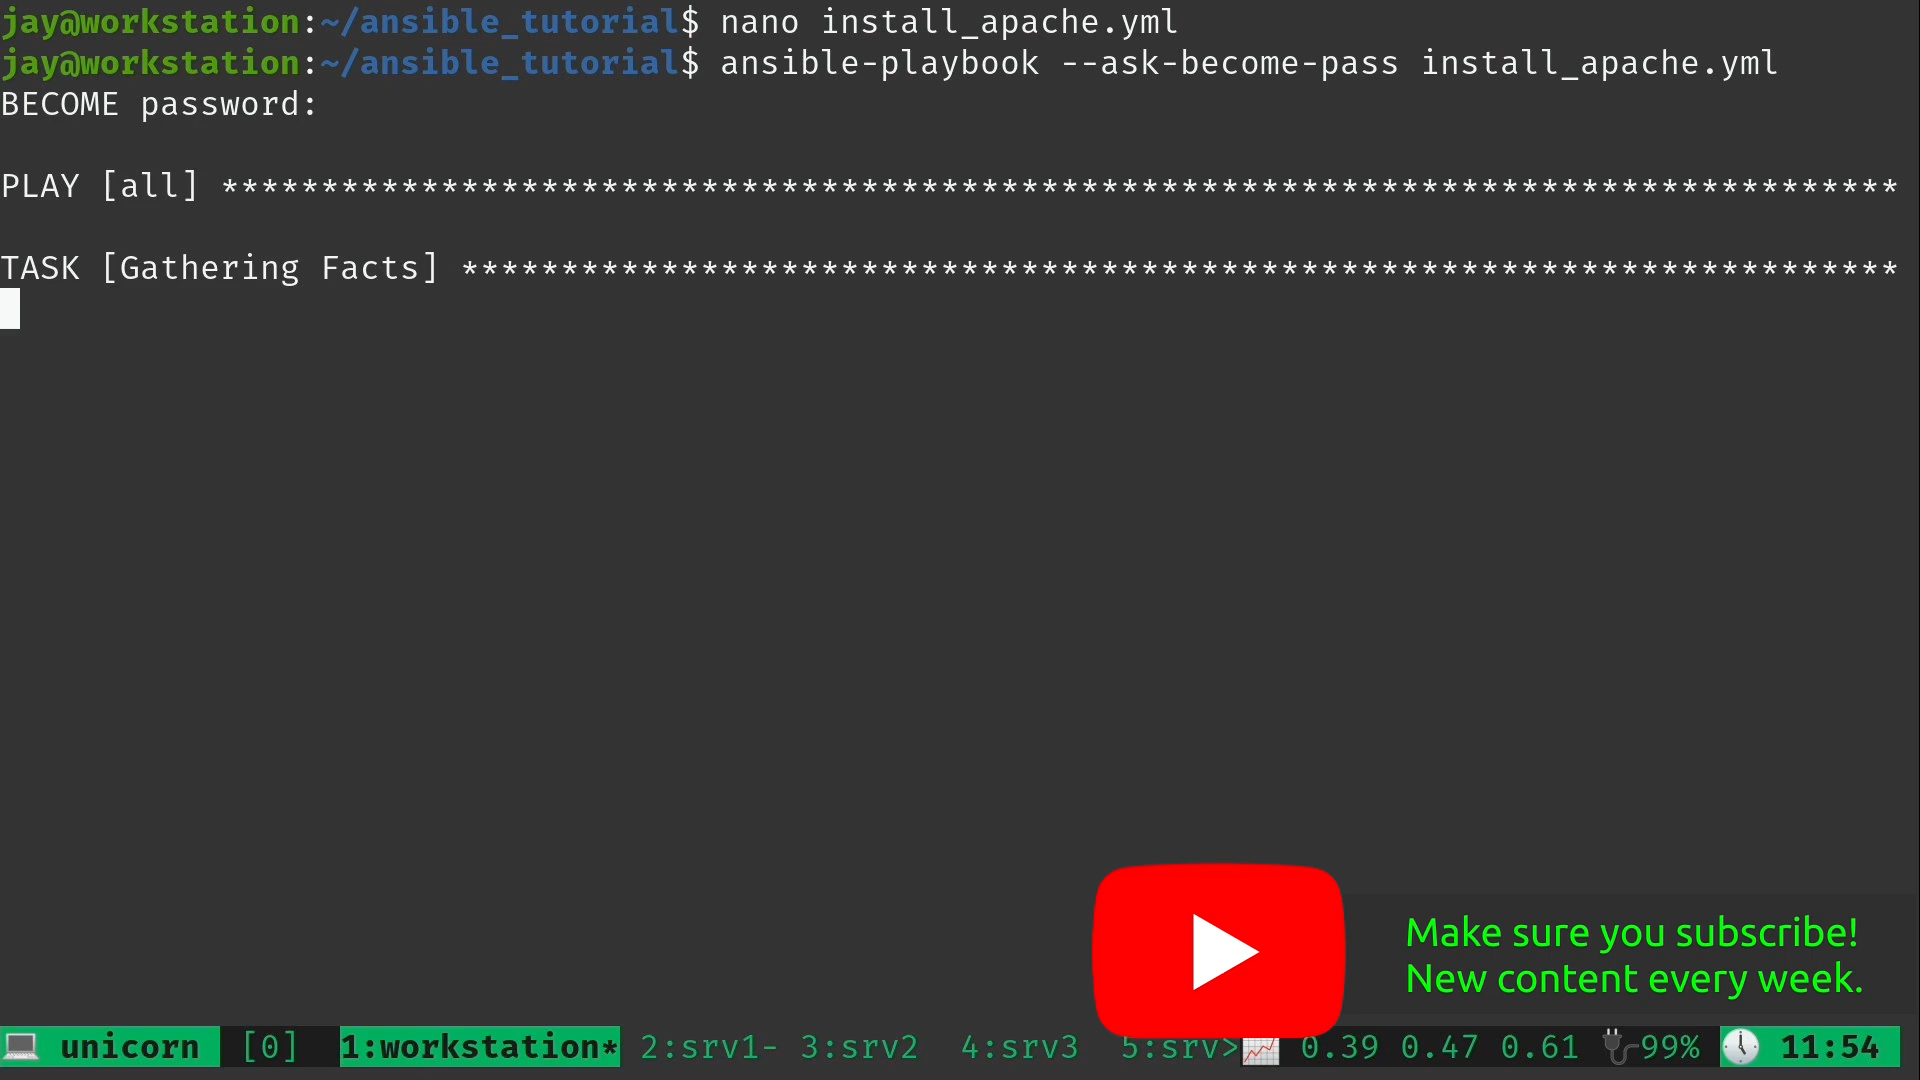 jay@workstation:~/ansible_tutorial$ nano install_apache.yml
jay@workstation:~/ansible_tutorial$ ansible-playbook --ask-become-pass install_apache.yml
BECOME password:
PLAY [all] ************************************************************************************
TASK [Gathering Facts] ************************************************************************
Make sure you subscribe!
New content every week.
unicorn [0] 1:workstation* 2:srv1- 3:srv2 4:srv3 5:srv> 0.39 0.47 0.61 99% 11:54